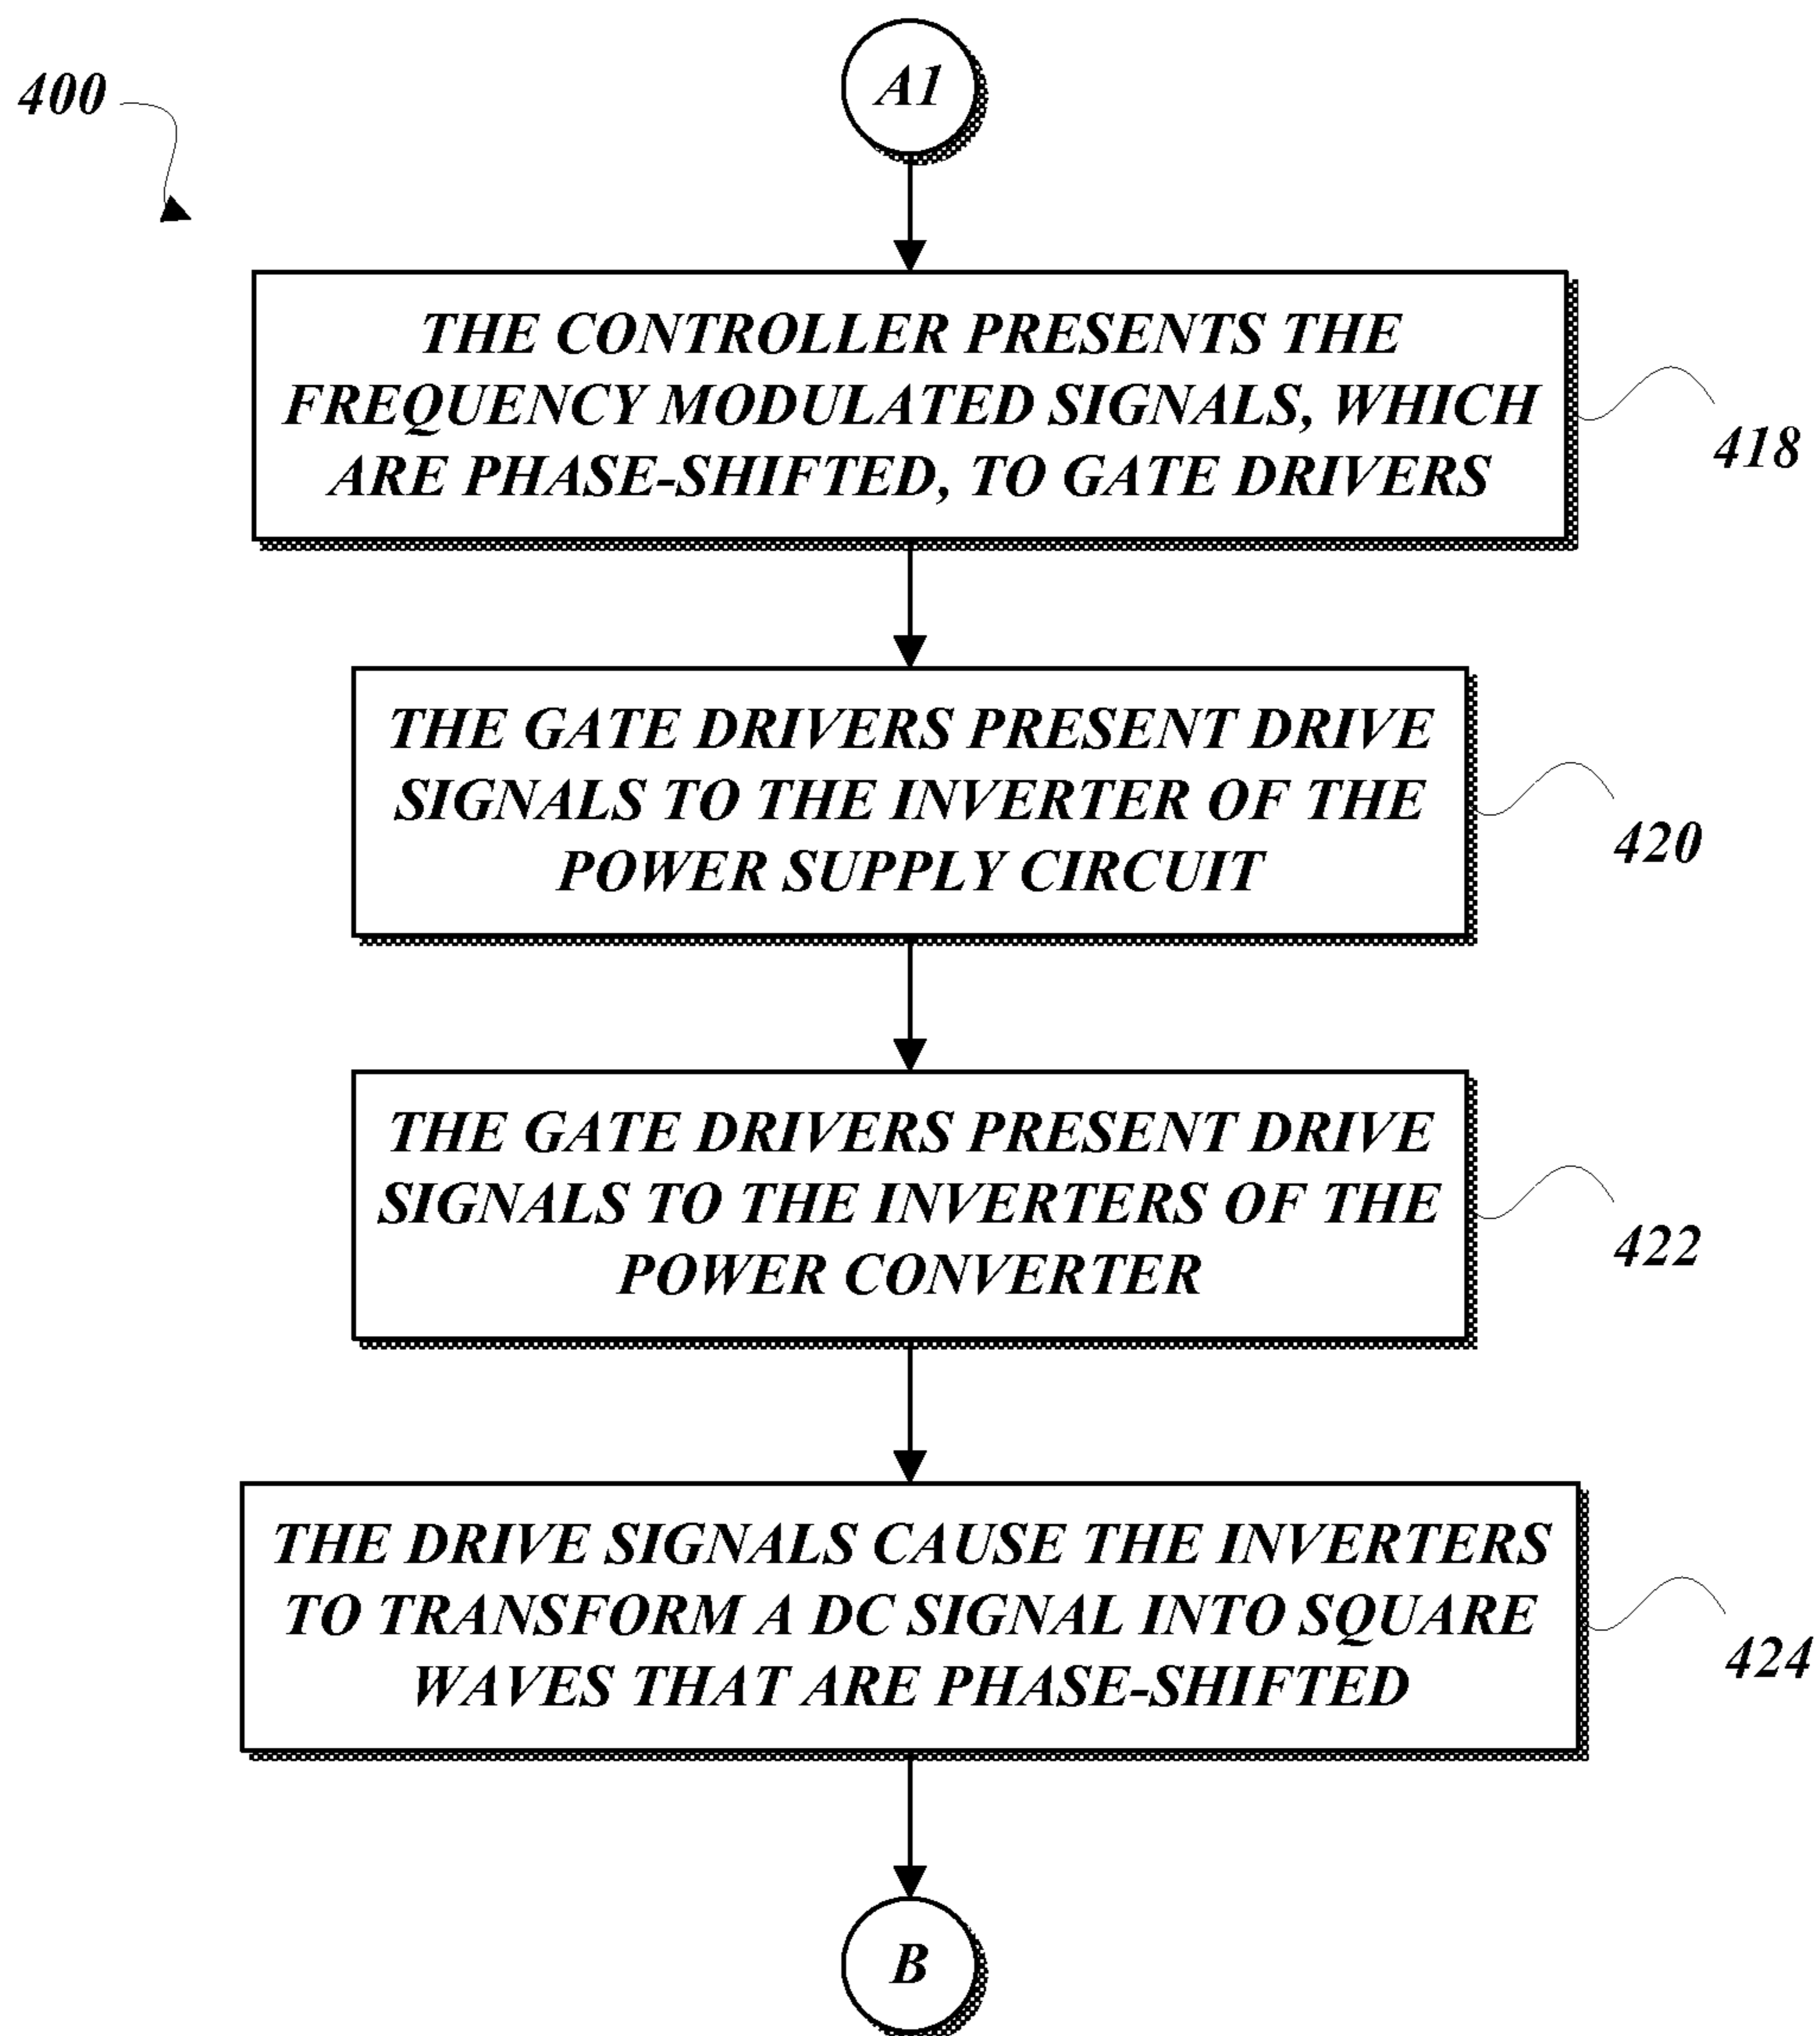 A1
400
THE CONTROLLER PRESENTS THE
FREQUENCY MODULATED SIGNALS, WHICH
ARE PHASE-SHIFTED, TO GATE DRIVERS
418
THE GATE DRIVERS PRESENT DRIVE
SIGNALS TO THE INVERTER OF THE
POWER SUPPLY CIRCUIT
420
THE GATE DRIVERS PRESENT DRIVE
SIGNALS TO THE INVERTERS OF THE
POWER CONVERTER
422
THE DRIVE SIGNALS CAUSE THE INVERTERS
TO TRANSFORM A DC SIGNAL INTO SQUARE
WAVES THAT ARE PHASE-SHIFTED
424
B